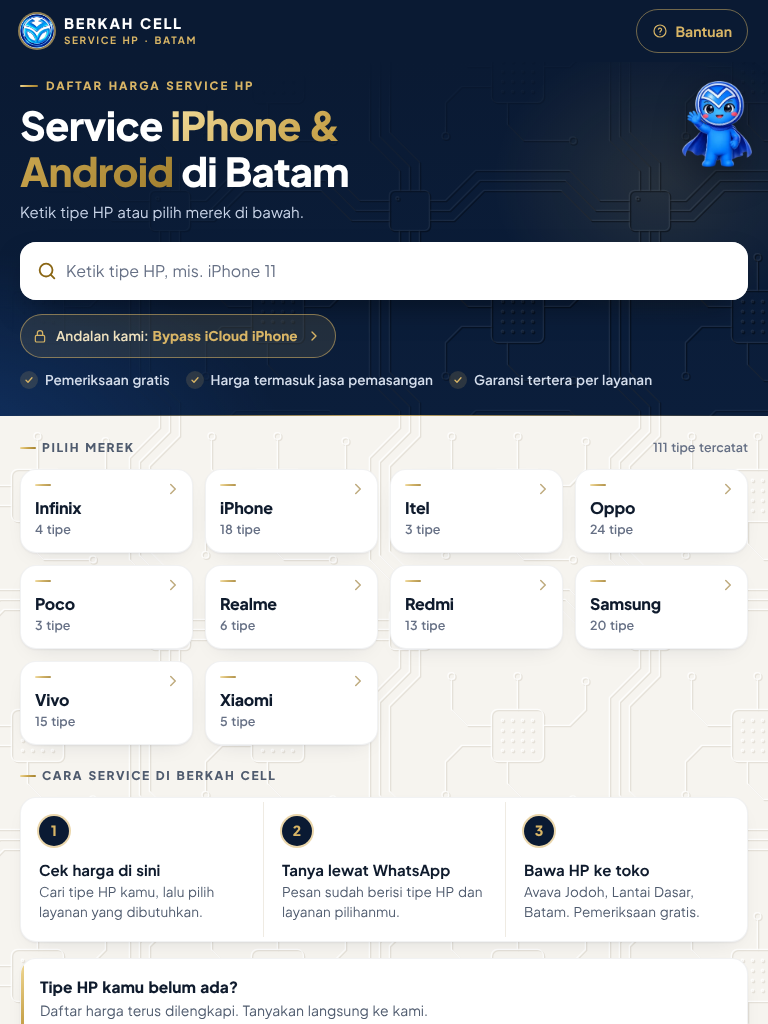 BERKAH CELL
SERVICE HP · BATAM
Bantuan
DAFTAR HARGA SERVICE HP
Service iPhone &
Android di Batam
Ketik tipe HP atau pilih merek di bawah.
Ketik tipe HP, mis. iPhone 11
Andalan kami: Bypass iCloud iPhone
Pemeriksaan gratis
Harga termasuk jasa pemasangan
Garansi tertera per layanan
PILIH MEREK
111 tipe tercatat
Infinix
4 tipe
iPhone
18 tipe
Itel
3 tipe
Oppo
24 tipe
Poco
3 tipe
Realme
6 tipe
Redmi
13 tipe
Samsung
20 tipe
Vivo
15 tipe
Xiaomi
5 tipe
CARA SERVICE DI BERKAH CELL
1
Cek harga di sini
Cari tipe HP kamu, lalu pilih
layanan yang dibutuhkan.
2
Tanya lewat WhatsApp
Pesan sudah berisi tipe HP dan
layanan pilihanmu.
3
Bawa HP ke toko
Avava Jodoh, Lantai Dasar,
Batam. Pemeriksaan gratis.
Tipe HP kamu belum ada?
Daftar harga terus dilengkapi. Tanyakan langsung ke kami.